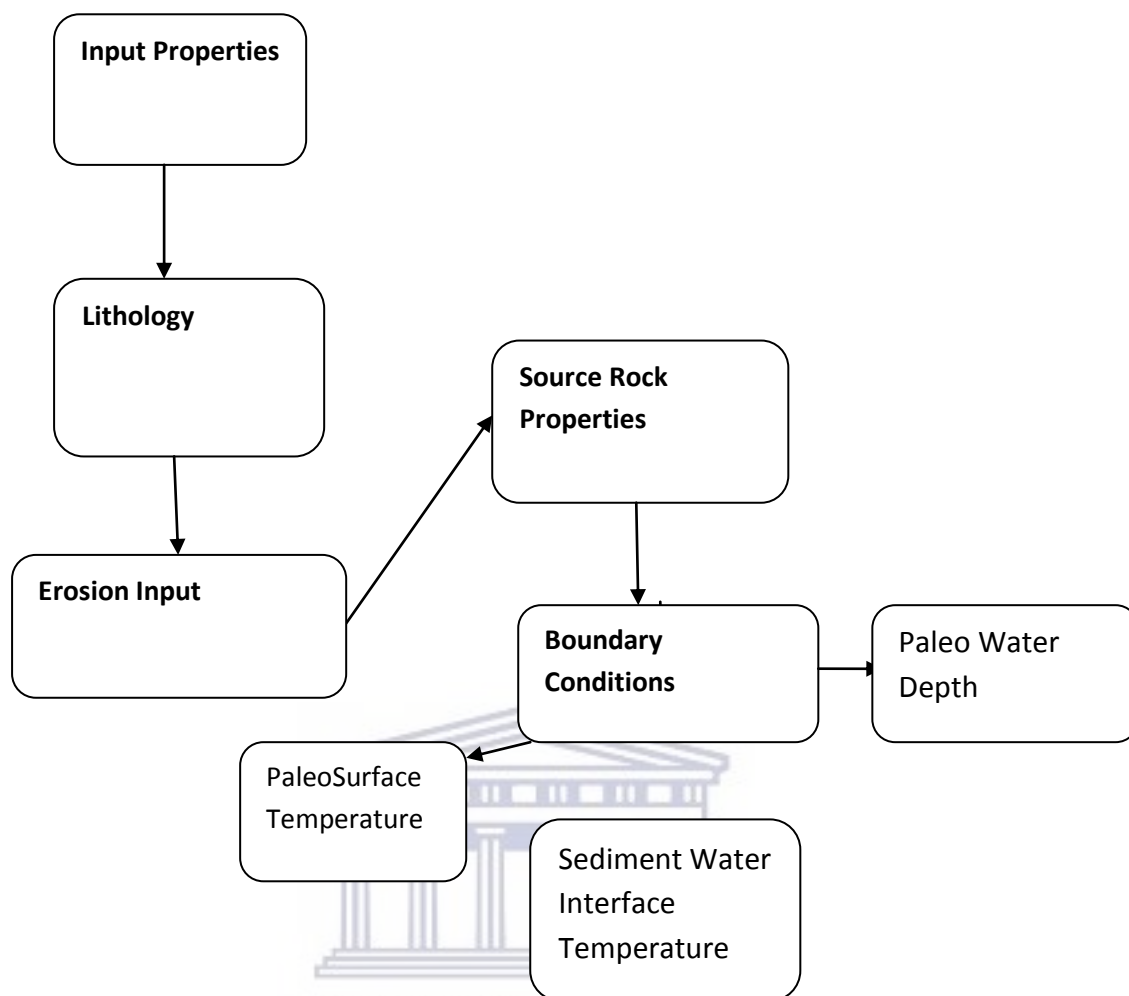 Input Properties
Lithology
Erosion Input
Source Rock
Properties
Boundary
Conditions
Paleo Water
Depth
PaleoSurface
Temperature
Sediment Water
Interface
Temperature